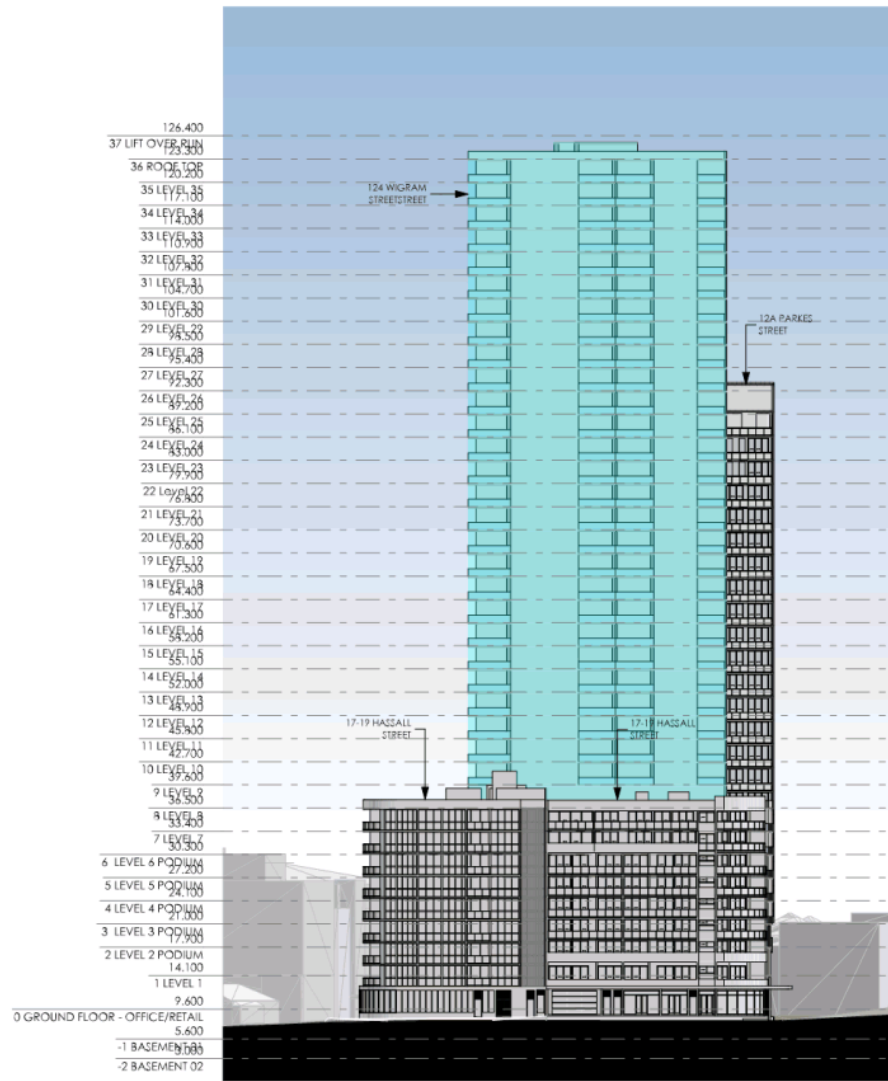 126.400
37 LIFT OVER RUN
123.300
36 ROOF TOP
120.200
35 LEVEL 35
117.100
124 WIGRAM
STREETSTREET
34 LEVEL 34
114.000
33 LEVEL 33
110.900
32 LEVEL 32
107.800
31 LEVEL 31
104.700
30 LEVEL 30
101.600
12A PARKES
STREET
29 LEVEL 29
98.500
28 LEVEL 28
95.400
27 LEVEL 27
92.300
26 LEVEL 26
89.200
25 LEVEL 25
86.100
24 LEVEL 24
83.000
23 LEVEL 23
79.900
22 Level 22
76.800
21 LEVEL 21
73.700
20 LEVEL 20
70.600
19 LEVEL 19
67.500
18 LEVEL 18
64.400
17 LEVEL 17
61.300
16 LEVEL 16
58.200
15 LEVEL 15
55.100
14 LEVEL 14
52.000
13 LEVEL 13
48.900
12 LEVEL 12
45.800
17-19 HASSALL
STREET
17-19 HASSALL
STREET
11 LEVEL 11
42.700
10 LEVEL 10
39.600
9 LEVEL 9
36.500
8 LEVEL 8
33.400
7 LEVEL 7
30.300
6 LEVEL 6 PODIUM
27.200
5 LEVEL 5 PODIUM
24.100
4 LEVEL 4 PODIUM
21.000
3 LEVEL 3 PODIUM
17.900
2 LEVEL 2 PODIUM
14.100
1 LEVEL 1
9.600
0 GROUND FLOOR - OFFICE/RETAIL
5.600
-1 BASEMENT 01
3.000
-2 BASEMENT 02